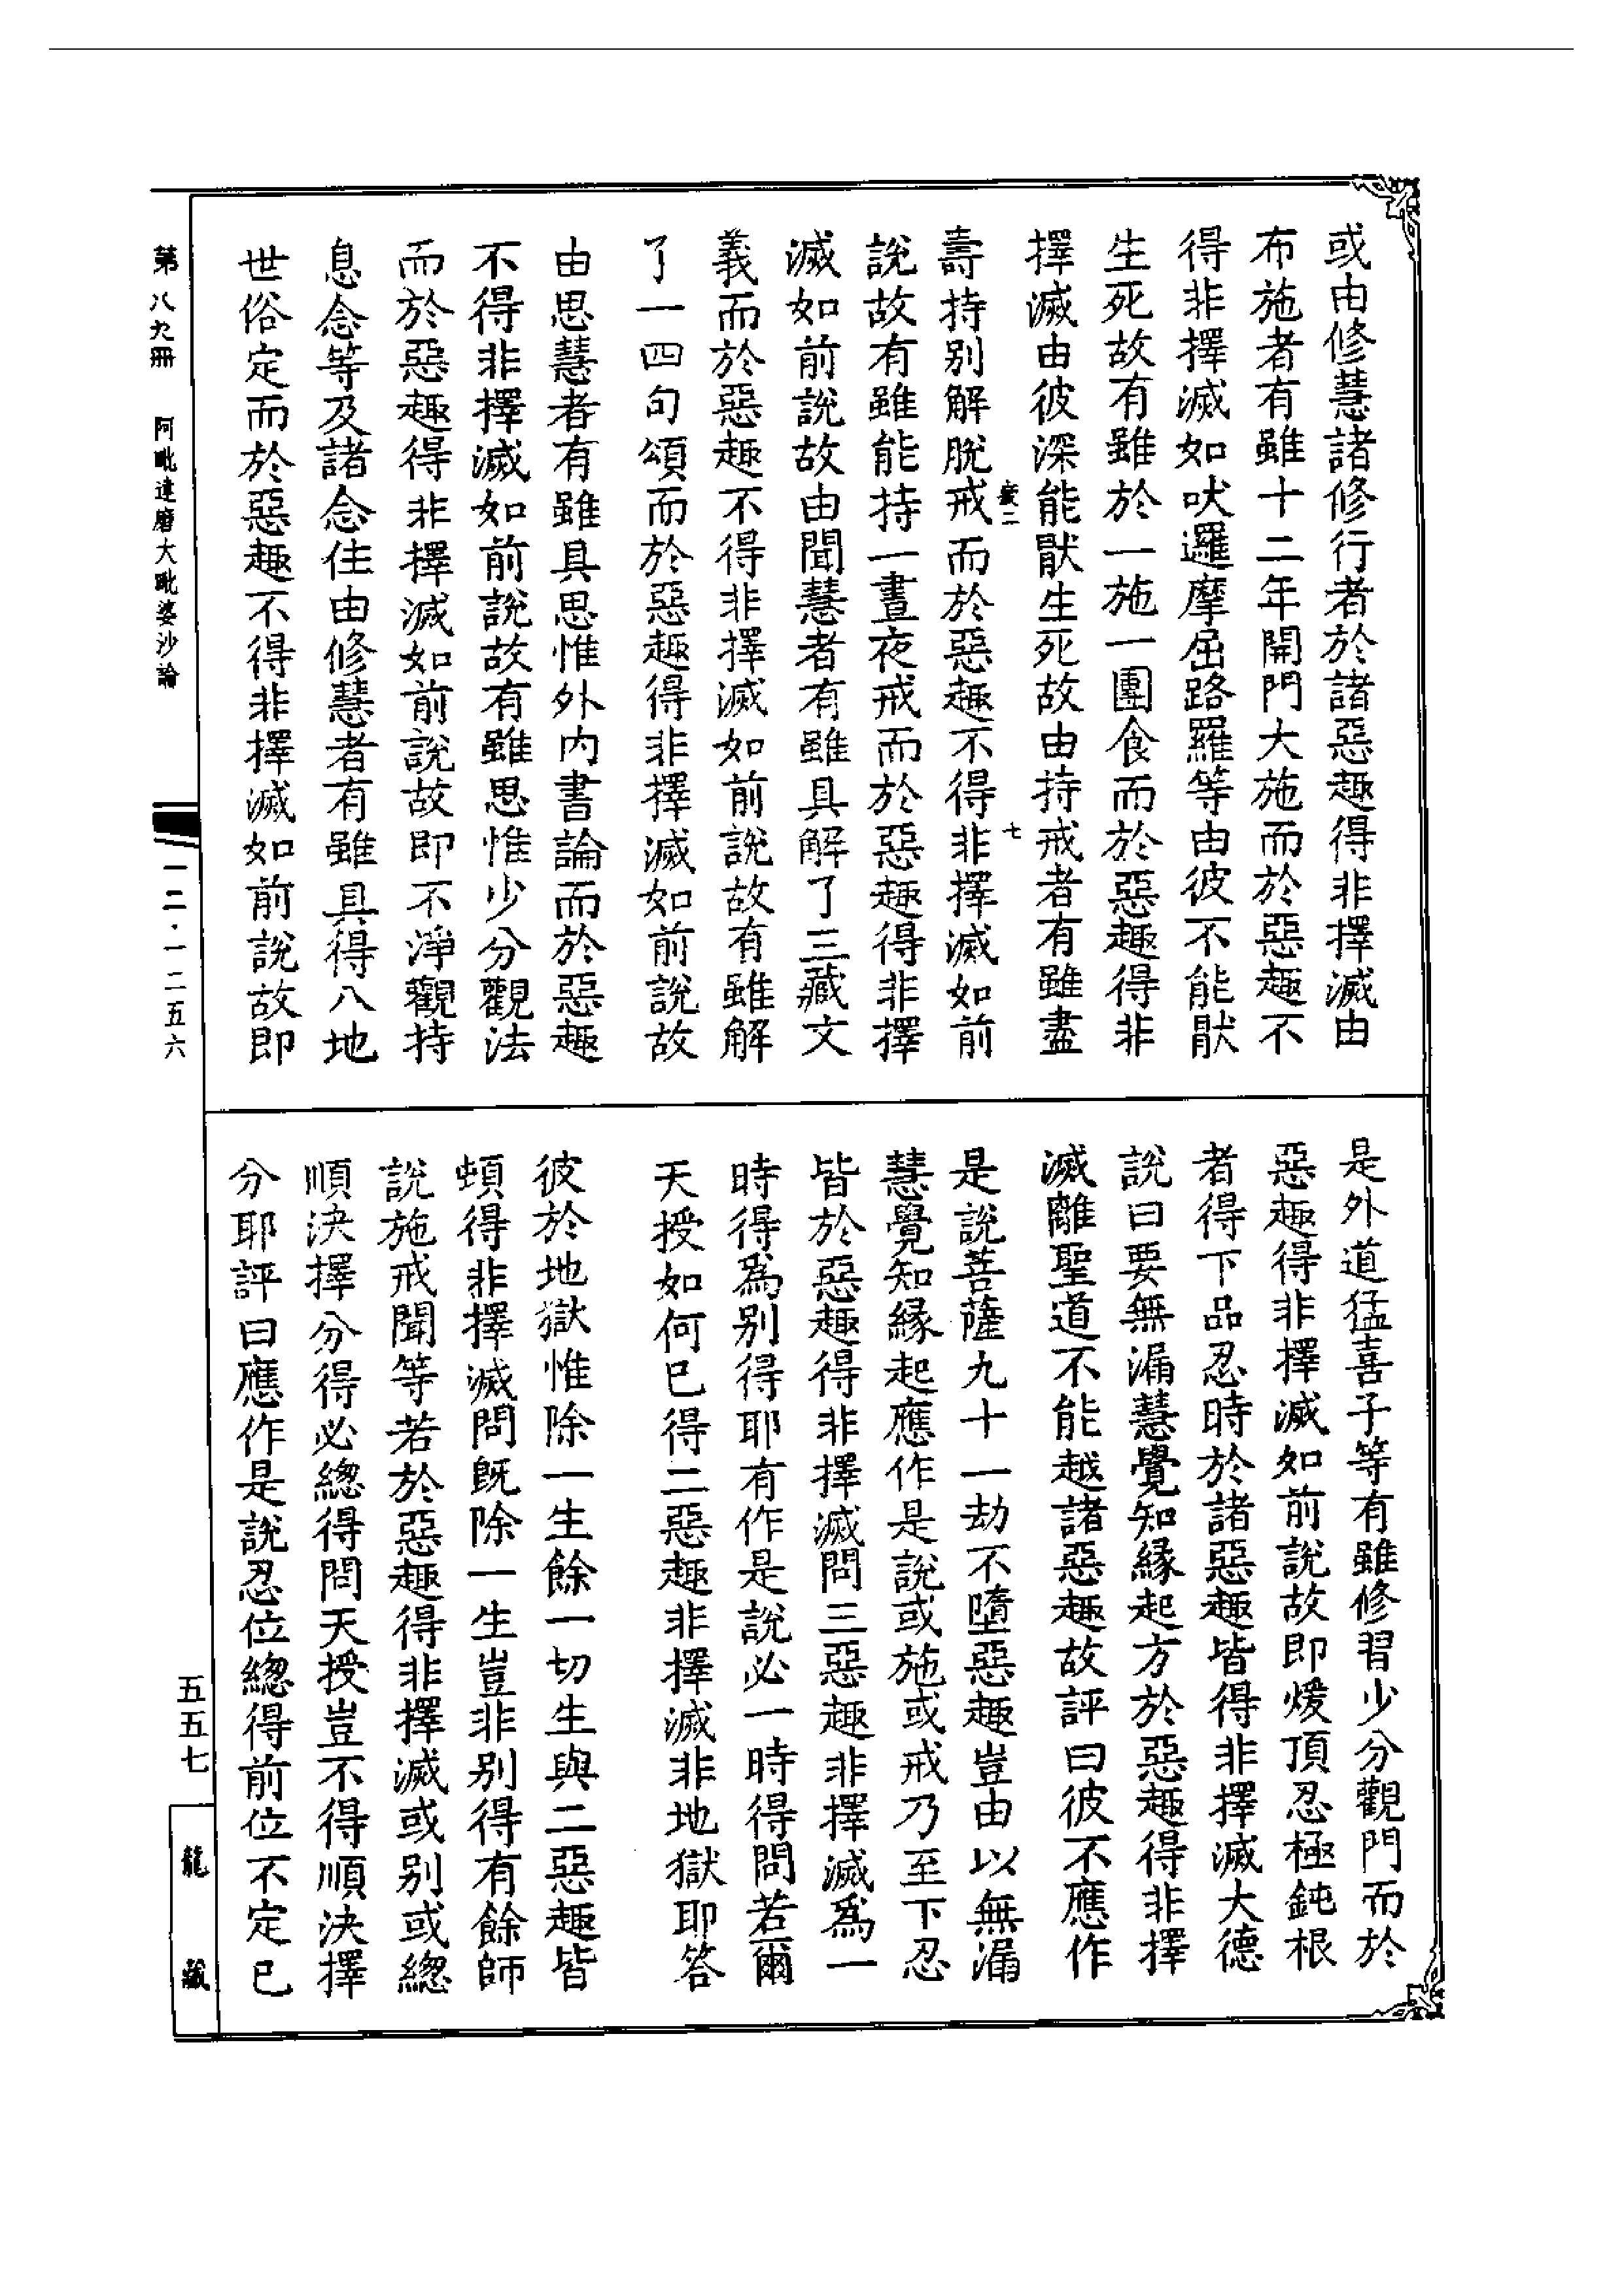 或由修慧諸修行者於諸惡趣得非擇滅由
布施者有雖十二年開門大施而於惡趣不
得非擇滅如吠邏摩屈路羅等由彼不能猒
生死故有雖於一施一團食而於惡趣得非
擇滅由彼深能猒生死故由持戒者有雖盡
七
壽持別解脫戒而於惡趣不得非擇滅如前
說故有雖能持一晝夜戒而於惡趣得非擇
滅如前說故由聞慧者有雖具解了三藏文
義而於惡趣不得非擇滅如前說故有雖解
了一四句頌而於惡趣得非擇滅如前說故
由思慧者有雖具思惟外內書論而於惡趣
不得非擇滅如前說故有雖思惟少分觀法
而於惡趣得非擇滅如前說故即不淨觀持
息念等及諸念住由修慧者有雖具得八地
世俗定而於惡趣不得非擇滅如前說故即
是外道猛喜子等有雖修習少分觀門而於
惡趣得非擇滅如前說故即煖頂忍極鈍根
者得下品忍時於諸惡趣皆得非擇滅大德
說曰要無漏慧覺知緣起方於惡趣得非擇
滅離聖道不能越諸惡趣故評曰彼不應作
是說菩薩九十一劫不墮惡趣豈由以無漏
慧覺知緣起應作是說或施或戒乃至下忍
皆於惡趣得非擇滅問三惡趣非擇滅為一
時得為別得耶有作是說必一時得問若爾
天授如何已得二惡趣非擇滅非地獄耶答
彼於地獄惟除一生餘一切生與二惡趣皆
頓得非擇滅問既除一生豈非別得有餘師
說施戒聞等若於惡趣得非擇滅或別或總
順決擇分得必總得問天授豈不得順決擇
分耶評曰應作是說忍位總得前位不定已
第八九冊
阿毗達磨大毗婆沙論
一二·一二五六
五五七
龍藏